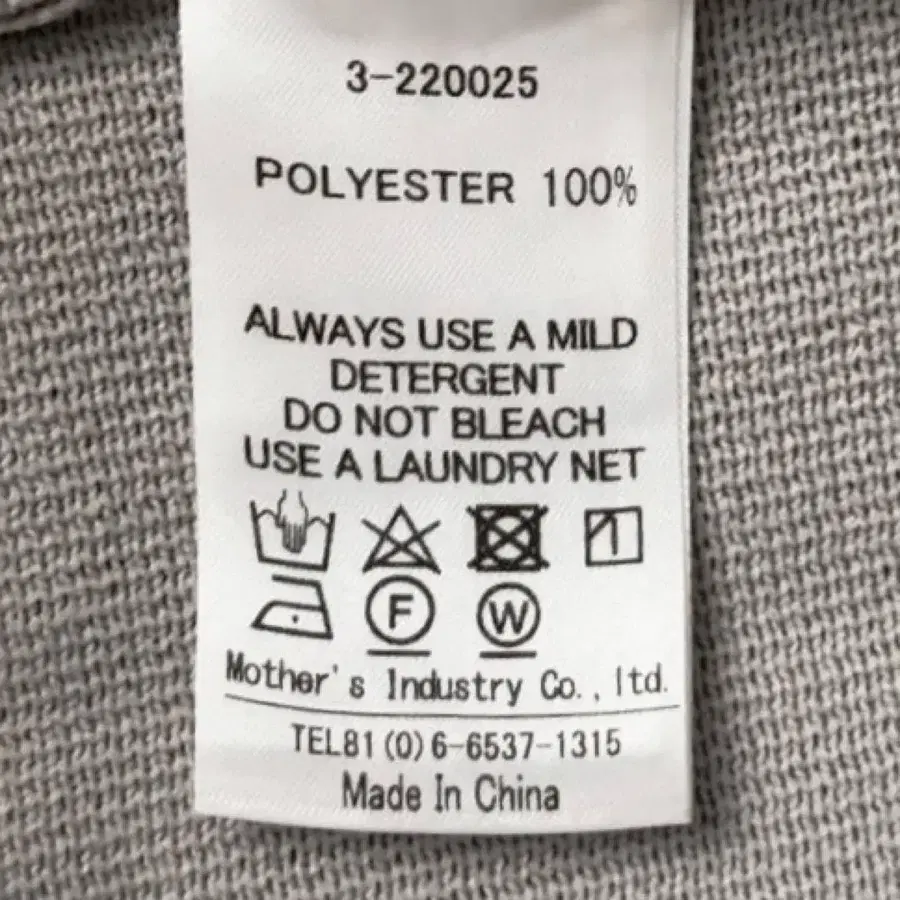 3-220025
POLYESTER 100%
ALWAYS USE A MILD
DETERGENT
DO NOT BLEACH
USE A LAUNDRY NET
F W
Mother's Industry Co., ltd.
TEL81(0)6-6537-1315
Made In China